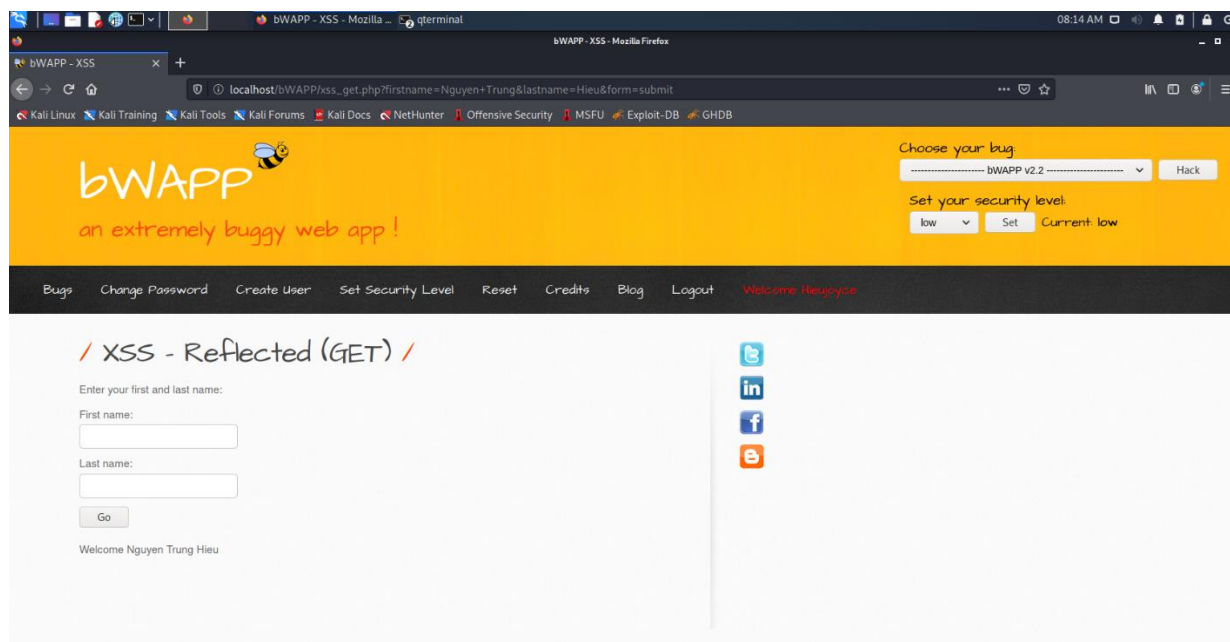 bWAPP - XSS - Mozilla ... qterminal 08:14 AM
bWAPP - XSS - Mozilla Firefox
bWAPP - XSS × +
localhost/bWAPP/xss_get.php?firstname=Nguyen+Trung&lastname=Hieu&form=submit
Kali Linux Kali Training Kali Tools Kali Forums Kali Docs NetHunter Offensive Security MSFU Exploit-DB GHDB
Choose your bug:
---------------------- bWAPP v2.2 ---------------------- Hack
bWAPP
Set your security level:
low Set Current: low
an extremely buggy web app !
Bugs Change Password Create User Set Security Level Reset Credits Blog Logout Welcome Hieujoyce
/ XSS - Reflected (GET) /
Enter your first and last name:
First name:
Last name:
Go
Welcome Nguyen Trung Hieu